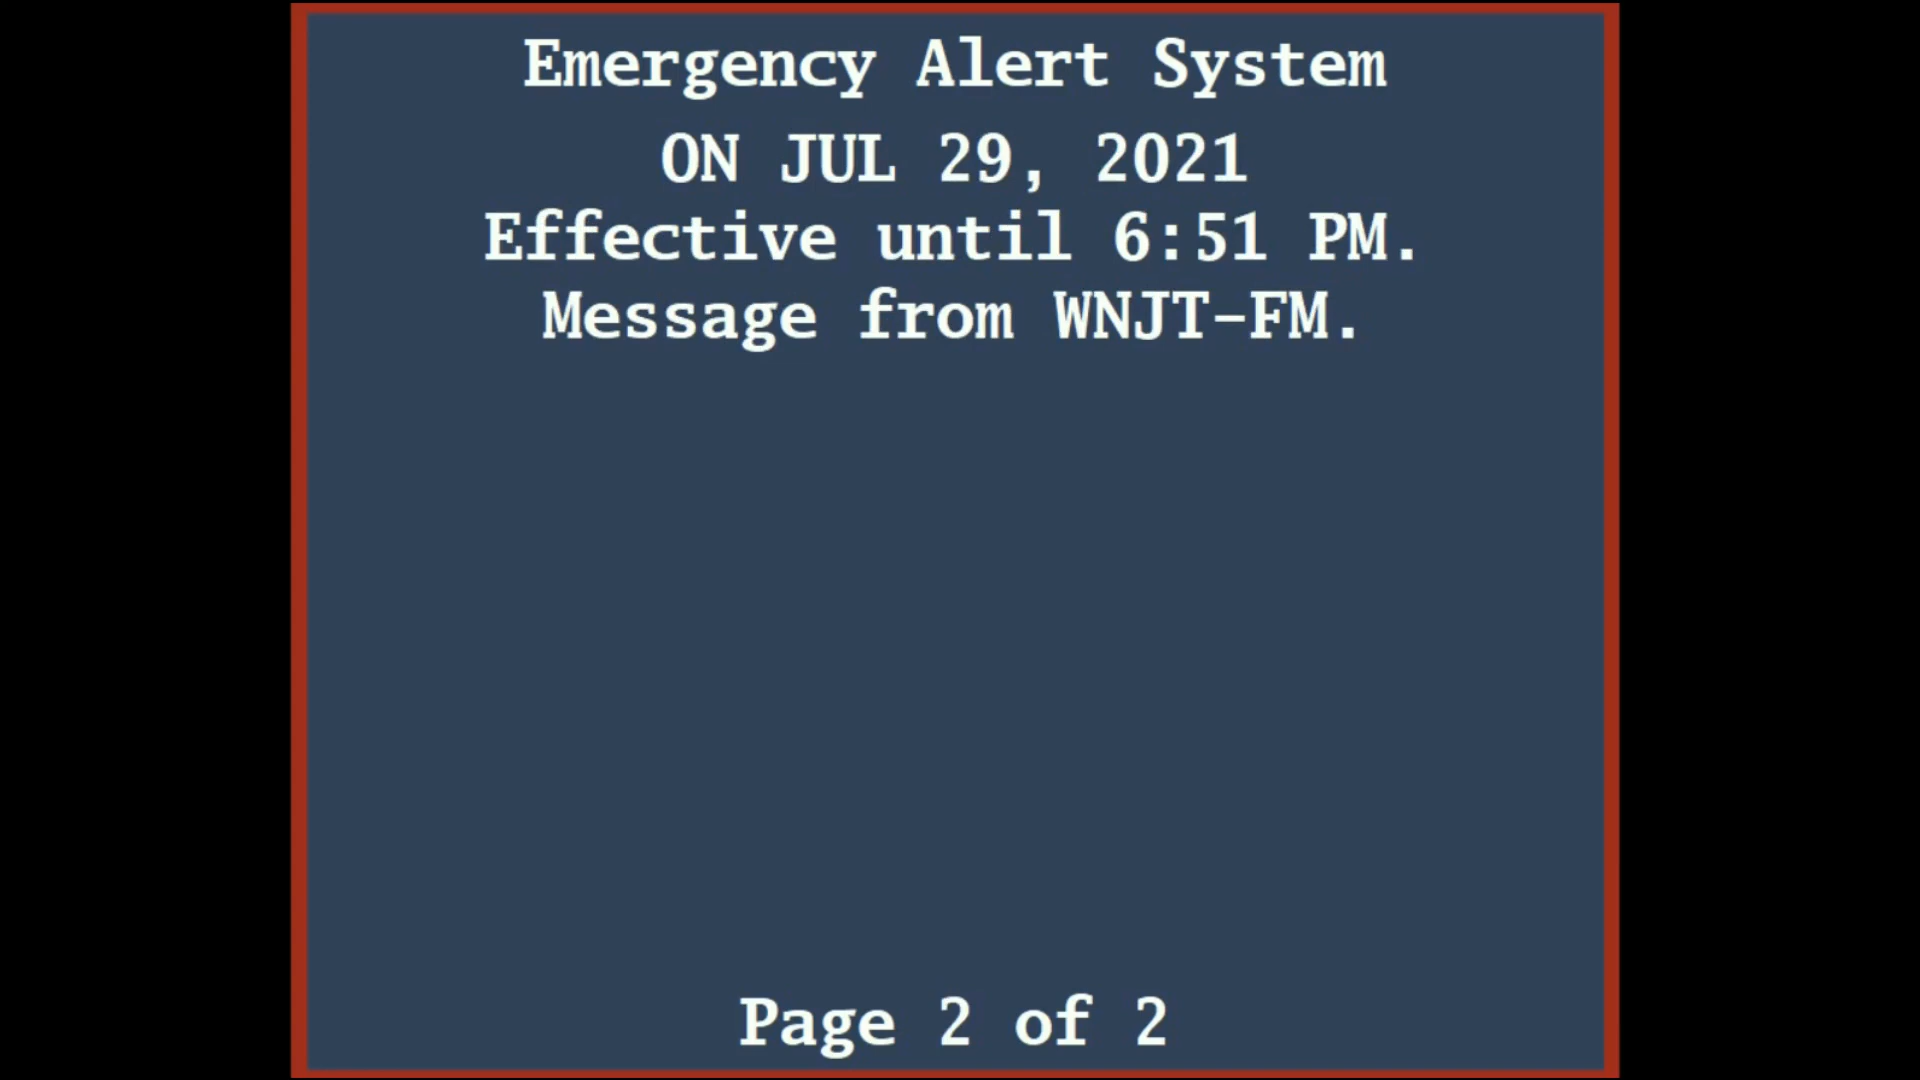 Emergency Alert System
ON JUL 29, 2021
Effective until 6:51 PM.
Message from WNJT-FM.
Page 2 of 2